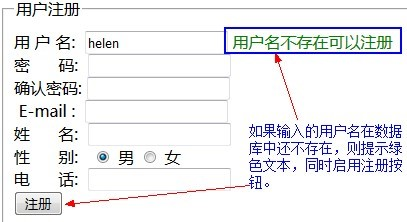 用户注册
用 户 名: helen 用户名不存在可以注册
密 码:
确认密码:
E-mail :
姓 名:
性 别: 男 女
电 话:
注册
如果输入的用户名在数
据库中还不存在，则提示绿
色文本，同时启用注册按
钮。